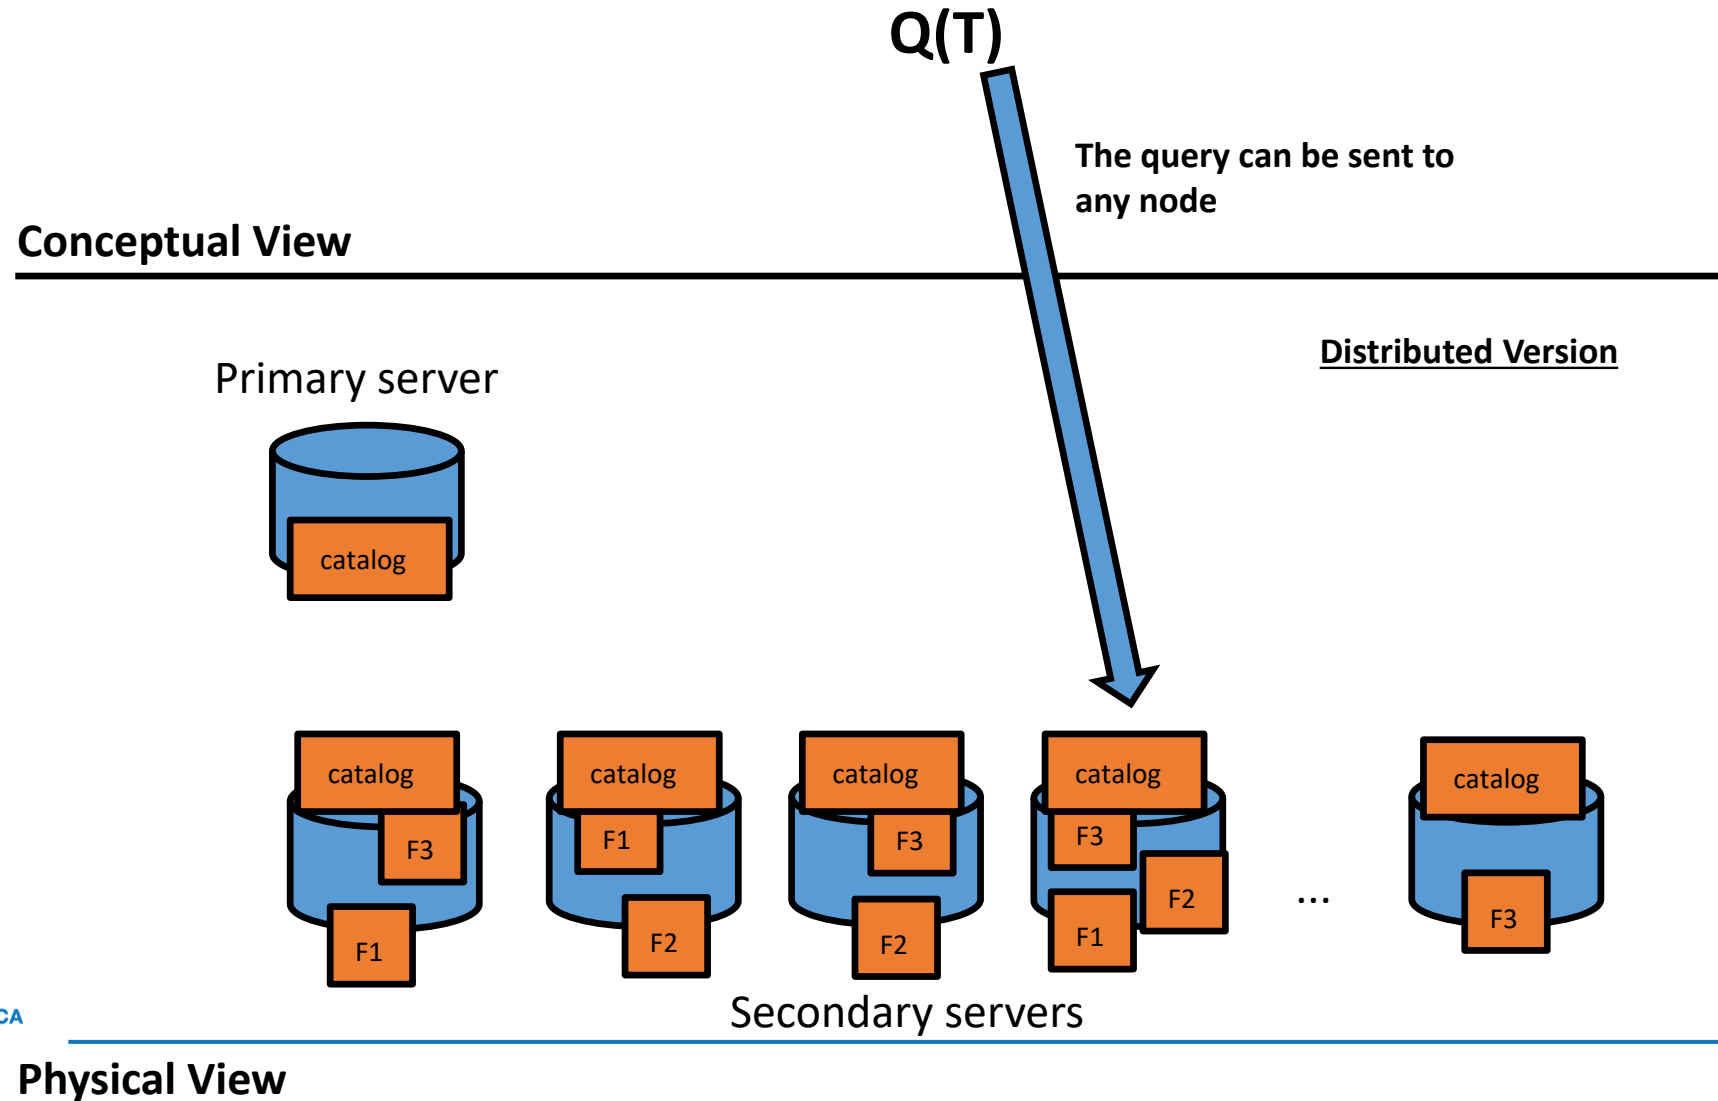 Q(T)
The query can be sent to
any node
Conceptual View
Distributed Version
Primary server
catalog
catalog
catalog
catalog
catalog
catalog
F3
F1
F3
F3
F1
F2
F2
F1
F2
...
F3
Secondary servers
CA
Physical View